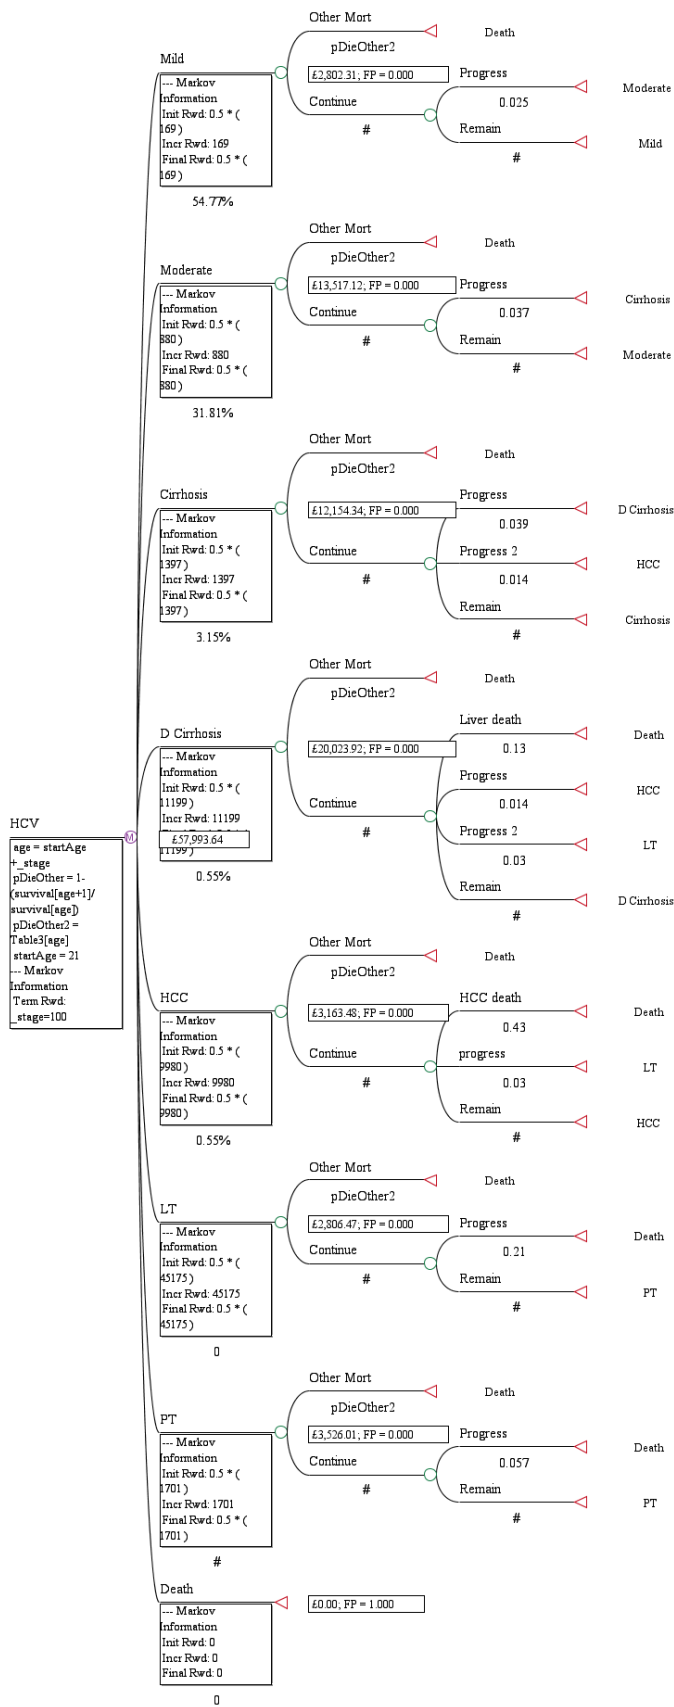 Other Mort
Death
pDieOther2
Mild
£2,802.31; FP = 0.000
Progress
--- Markov
Information
Init Rwd: 0.5 * (
169)
Incr Rwd: 169
Final Rwd: 0.5 * (
169)
Moderate
0.025
Continue
#
Remain
Mild
#
54.77%
Other Mort
Death
pDieOther2
Moderate
£13,517.12; FP = 0.000
Progress
--- Markov
Information
Init Rwd: 0.5 * (
880)
Incr Rwd: 880
Final Rwd: 0.5 * (
880)
Cirrhosis
0.037
Continue
#
Remain
Moderate
#
31.81%
Other Mort
Death
pDieOther2
Cirrhosis
£12,154.34; FP = 0.000
Progress
--- Markov
Information
Init Rwd: 0.5 * (
1397)
Incr Rwd: 1397
Final Rwd: 0.5 * (
1397)
D Cirrhosis
0.039
Continue
#
Progress 2
HCC
0.014
Remain
Cirrhosis
#
3.15%
Other Mort
Death
pDieOther2
D Cirrhosis
£20,023.92; FP = 0.000
Liver death
Death
0.13
--- Markov
Information
Init Rwd: 0.5 * (
11199)
Incr Rwd: 11199
£57,993.64
11199)
Continue
#
Progress
HCC
0.014
Progress 2
LT
0.03
Remain
D Cirrhosis
#
0.55%
HCV
M
age = startAge
+_stage
pDieOther = 1-
(survival[age+1]/
survival[age])
pDieOther2 =
Table3[age]
startAge = 21
--- Markov
Information
Term Rwd:
_stage=100
Other Mort
Death
pDieOther2
HCC
£3,163.48; FP = 0.000
HCC death
Death
0.43
--- Markov
Information
Init Rwd: 0.5 * (
9980)
Incr Rwd: 9980
Final Rwd: 0.5 * (
9980)
Continue
#
progress
LT
0.03
Remain
HCC
#
0.55%
Other Mort
Death
pDieOther2
LT
£2,806.47; FP = 0.000
Progress
Death
0.21
--- Markov
Information
Init Rwd: 0.5 * (
45175)
Incr Rwd: 45175
Final Rwd: 0.5 * (
45175)
Continue
#
Remain
PT
#
0
Other Mort
Death
pDieOther2
PT
£3,526.01; FP = 0.000
Progress
Death
0.057
--- Markov
Information
Init Rwd: 0.5 * (
1701)
Incr Rwd: 1701
Final Rwd: 0.5 * (
1701)
Continue
#
Remain
PT
#
#
Death
£0.00; FP = 1.000
--- Markov
Information
Init Rwd: 0
Incr Rwd: 0
Final Rwd: 0
0